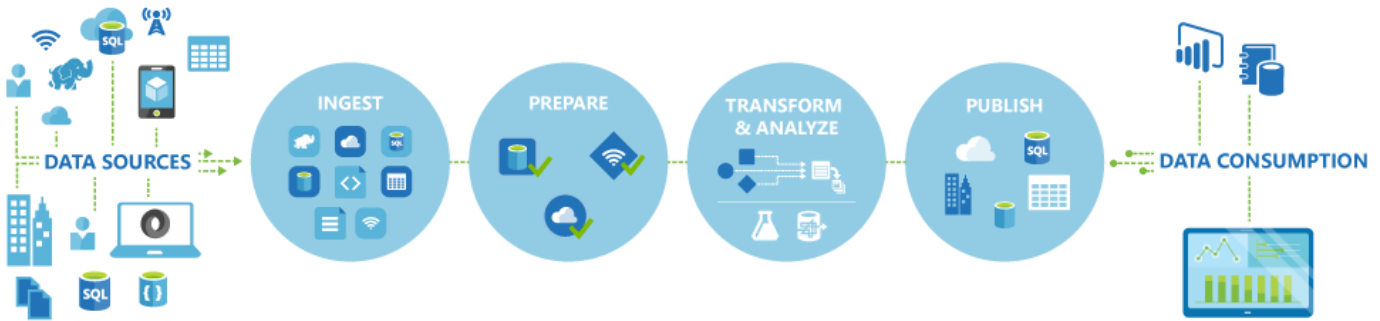 SQL
DATA SOURCES
SQL
{ }
INGEST
SQL
<>
PREPARE
TRANSFORM
& ANALYZE
PUBLISH
SQL
DATA CONSUMPTION